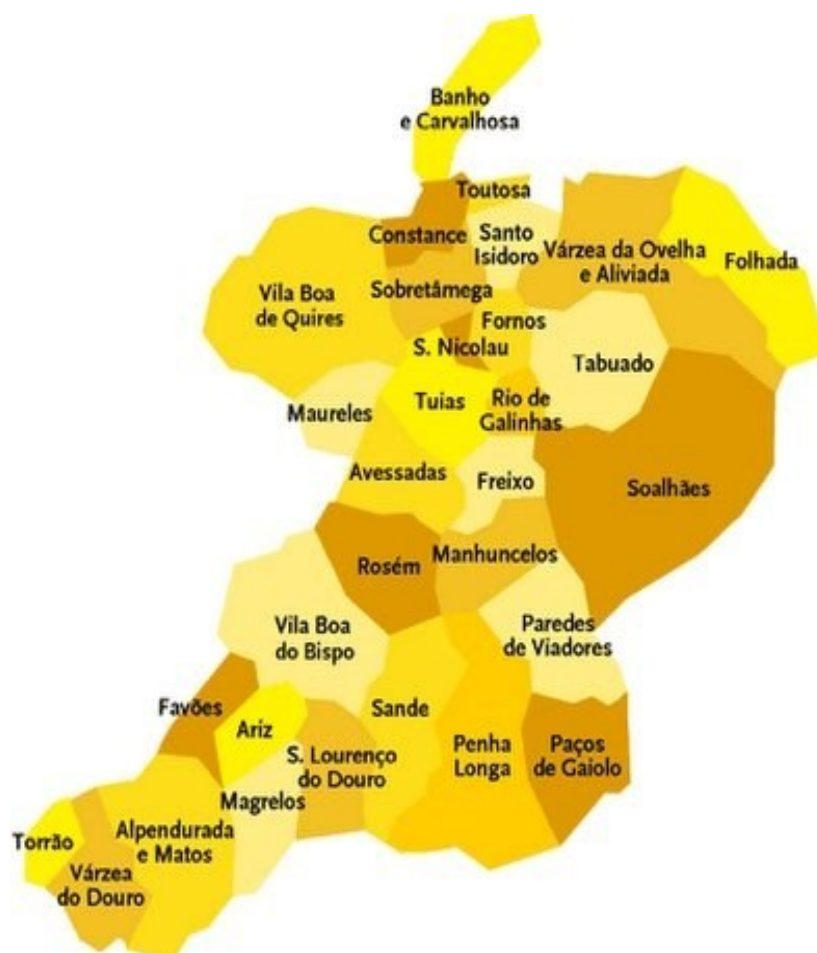 Banho
e Carvalhosa
Toutosa
Constance
Santo
Isidoro
Várzea da Ovelha
e Aliviada
Folhada
Vila Boa
de Quires
Sobretâmega
Fornos
S. Nicolau
Tabuado
Maureles
Tuias
Rio de
Galinhas
Avessadas
Freixo
Soalhães
Rosém
Manhuncelos
Vila Boa
do Bispo
Paredes
de Viadores
Favões
Ariz
Sande
S. Lourenço
do Douro
Penha
Longa
Paços
de Gaiolo
Magrelos
Torrão
Alpendurada
e Matos
Várzea
do Douro